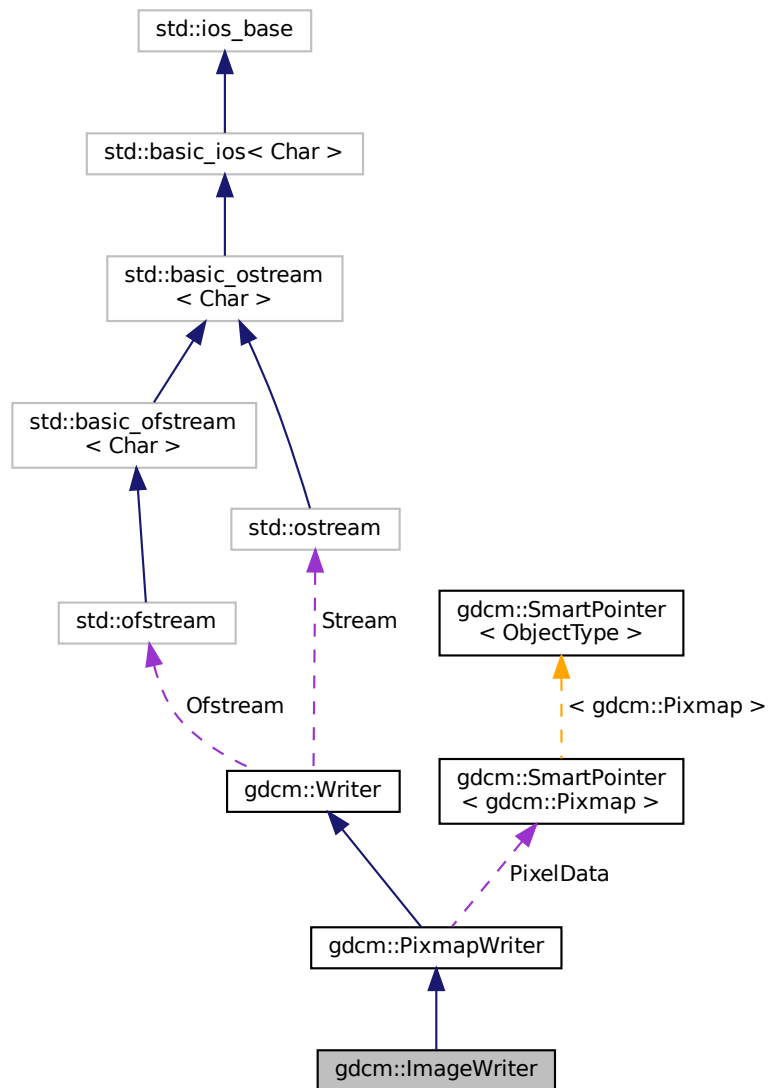 std::ios_base
std::basic_ios< Char >
std::basic_ostream
< Char >
std::basic_ofstream
< Char >
std::ostream
std::ofstream
gdcm::SmartPointer
< ObjectType >
Stream
Ofstream
< gdcm::Pixmap >
gdcm::Writer
gdcm::SmartPointer
< gdcm::Pixmap >
PixelData
gdcm::PixmapWriter
gdcm::ImageWriter